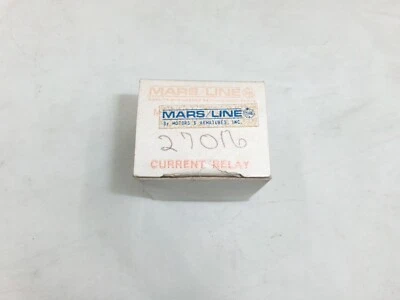 MARS/LINE
MARS/LINE
by MOTORS & ARMATURES, INC.
27016
CURRENT RELAY